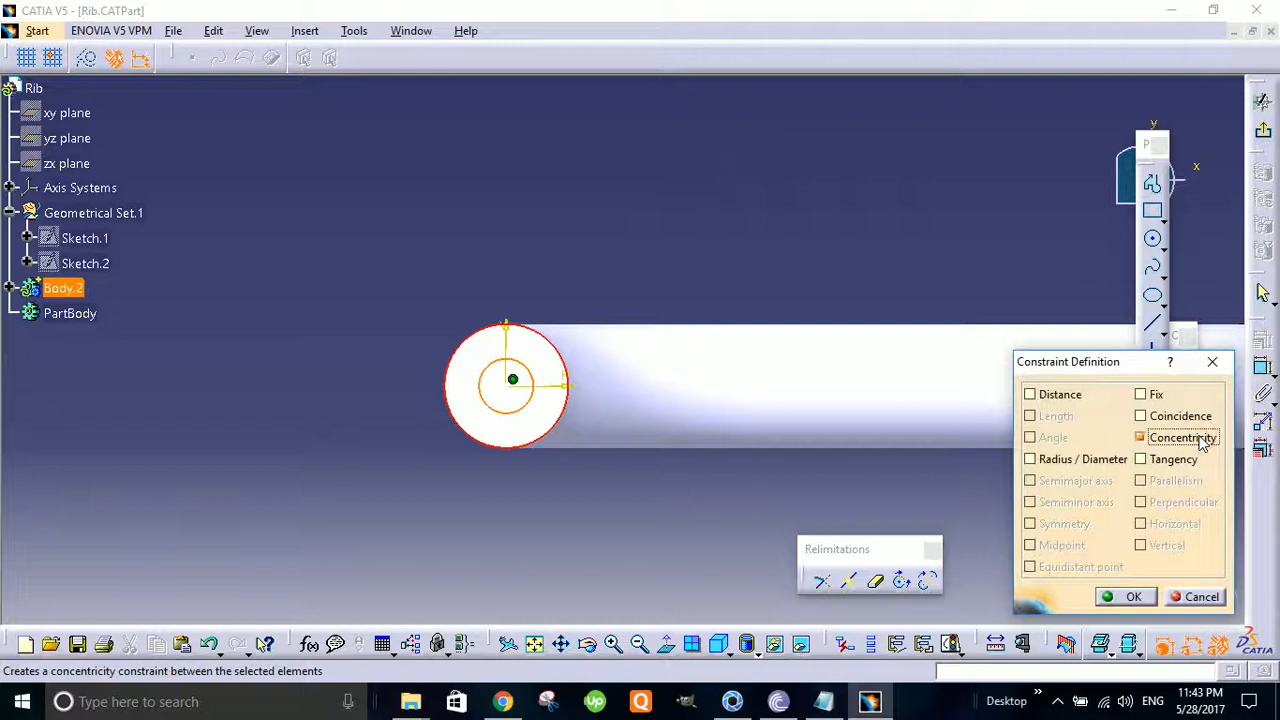 CATIA V5 - [Rib.CATPart]
Start ENOVIA V5 VPM File Edit View Insert Tools Window Help
Rib
xy plane
yz plane
zx plane
Axis Systems
Geometrical Set.1
Sketch.1
Sketch.2
Body.2
PartBody
y
x
P
C
Constraint Definition ?
Distance Fix
Length Coincidence
Angle Concentricity
Radius / Diameter Tangency
Semimajor axis Parallelism
Semiminor axis Perpendicular
Symmetry Horizontal
Midpoint Vertical
Equidistant point
OK Cancel
Relimitations
f(x)
CATIA
Creates a concentricity constraint between the selected elements
Type here to search
up
Q
Desktop
ENG
11:43 PM
5/28/2017